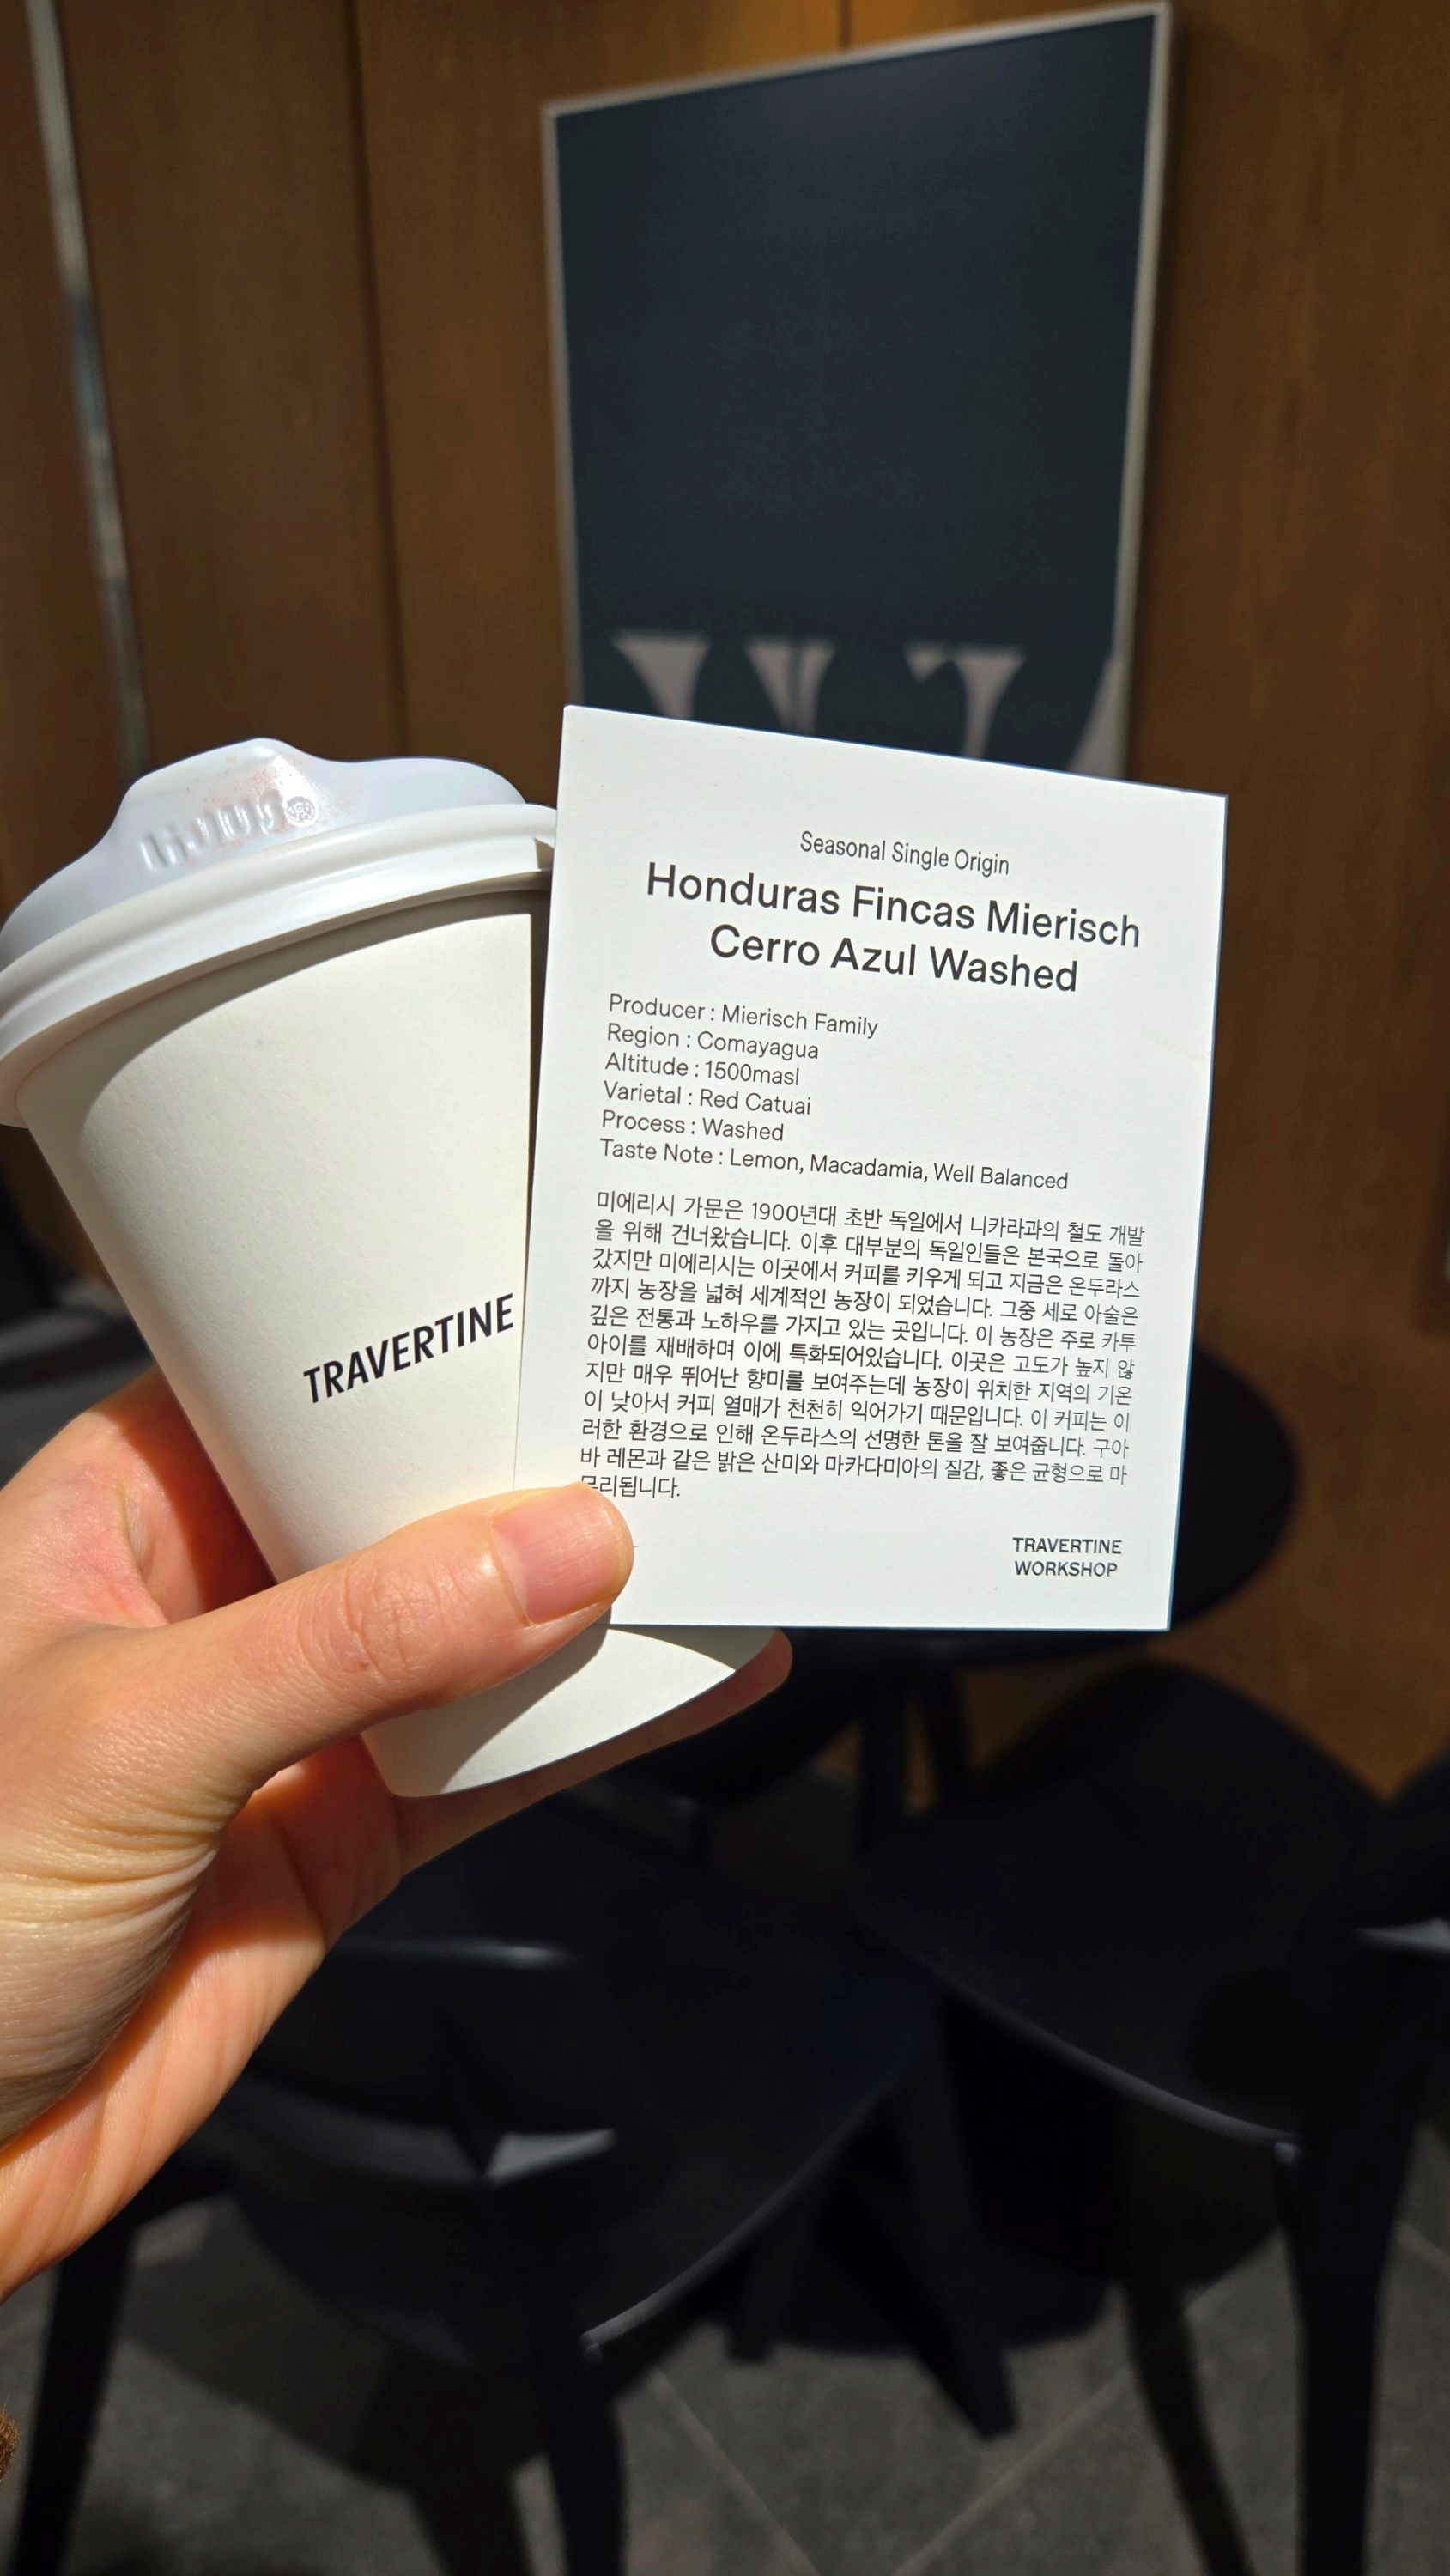 TRAVERTINE
Seasonal Single Origin
Honduras Fincas Mierisch
Cerro Azul Washed
Producer : Mierisch Family
Region : Comayagua
Altitude : 1500masl
Varietal : Red Catuai
Process : Washed
Taste Note : Lemon, Macadamia, Well Balanced
미에리시 가문은 1900년대 초반 독일에서 니카라과의 철도 개발
을 위해 건너왔습니다. 이후 대부분의 독일인들은 본국으로 돌아
갔지만 미에리시는 이곳에서 커피를 키우게 되고 지금은 온두라스
까지 농장을 넓혀 세계적인 농장이 되었습니다. 그중 세로 아술은
깊은 전통과 노하우를 가지고 있는 곳입니다. 이 농장은 주로 카투
아이를 재배하며 이에 특화되어있습니다. 이곳은 고도가 높지 않
지만 매우 뛰어난 향미를 보여주는데 농장이 위치한 지역의 기온
이 낮아서 커피 열매가 천천히 익어가기 때문입니다. 이 커피는 이
러한 환경으로 인해 온두라스의 선명한 톤을 잘 보여줍니다. 구아
바 레몬과 같은 밝은 산미와 마카다미아의 질감, 좋은 균형으로 마
무리됩니다.
TRAVERTINE
WORKSHOP